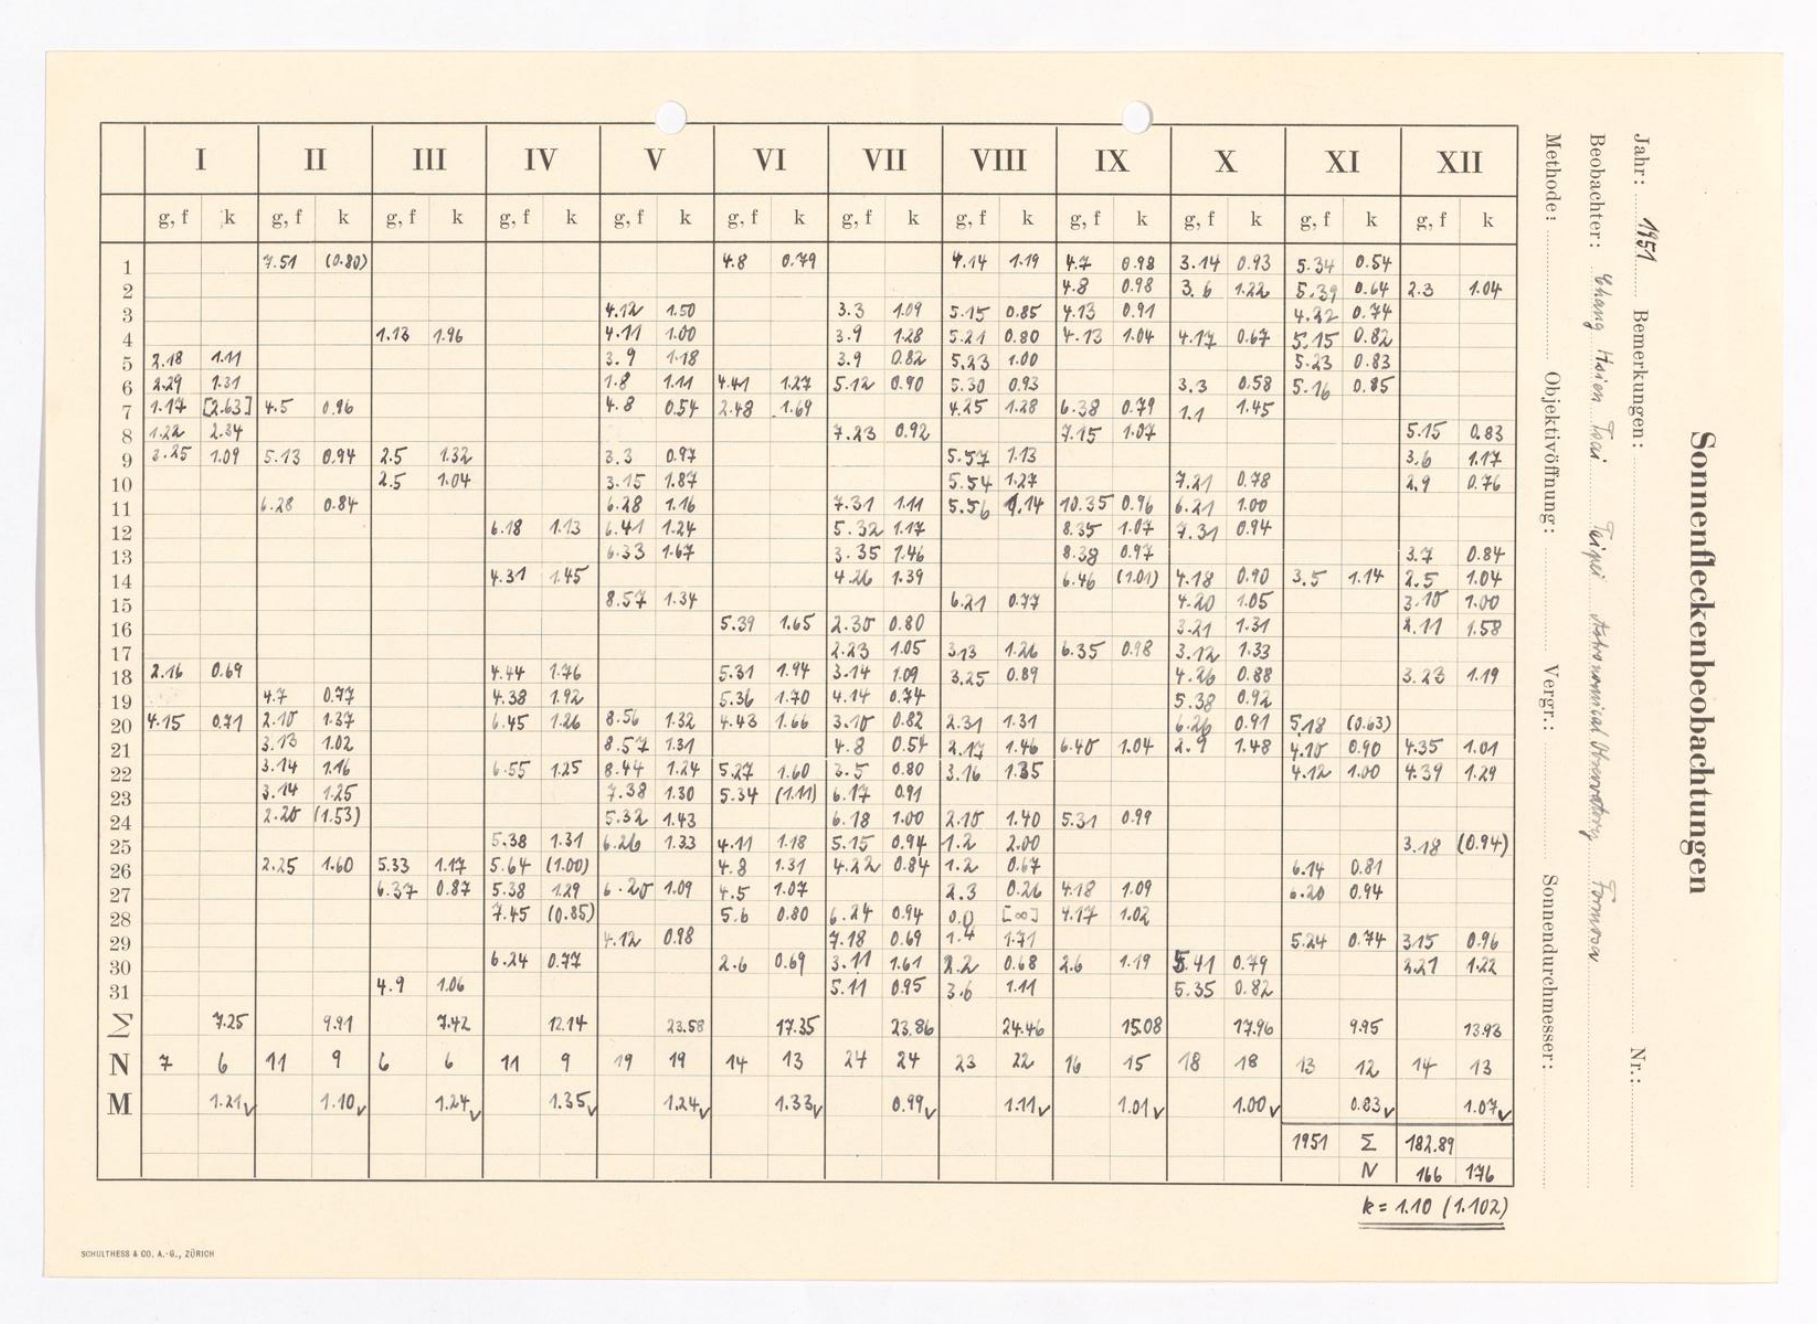 Sonnenfleckenbeobachtungen
Jahr: 1951 Bemerkungen: Nr.:
Beobachter: Chang Hsien Tsai Taipei Astronomical Observatory Formosa
Methode: Objektivöffnung: Vergr.: Sonnendurchmesser:
I II III IV V VI VII VIII IX X XI XII
g, f k g, f k g, f k g, f k g, f k g, f k g, f k g, f k g, f k g, f k g, f k g, f k
1 7.51 (0.80) 4.8 0.79 4.14 1.19 4.7 0.98 3.14 0.93 5.34 0.54
2 4.8 0.98 3.6 1.22 5.39 0.64 2.3 1.04
3 4.12 1.50 3.3 1.09 5.15 0.85 4.13 0.91 4.22 0.74
4 1.13 1.96 4.11 1.00 3.9 1.28 5.21 0.80 4.13 1.04 4.17 0.67 5.15 0.82
5 2.18 1.11 3.9 1.18 3.9 0.82 5.23 1.00 5.23 0.83
6 2.29 1.31 1.8 1.11 4.41 1.27 5.12 0.90 5.30 0.93 3.3 0.58 5.16 0.85
7 1.17 [2.63] 4.5 0.96 4.8 0.54 2.48 1.69 4.25 1.28 6.38 0.79 1.1 1.45
8 1.22 2.34 7.23 0.92 7.15 1.07 5.15 0.83
9 3.25 1.09 5.13 0.94 2.5 1.32 3.3 0.97 5.57 1.13 3.6 1.17
10 2.5 1.04 3.15 1.87 5.54 1.27 7.21 0.78 2.9 0.76
11 6.28 0.84 6.28 1.16 7.31 1.11 5.56 1.14 10.35 0.96 6.21 1.00
12 6.18 1.13 6.41 1.24 5.32 1.17 8.35 1.07 7.31 0.94
13 6.33 1.67 3.35 1.46 8.38 0.97 3.7 0.84
14 4.31 1.45 4.26 1.39 6.46 (1.01) 4.18 0.90 3.5 1.14 2.5 1.04
15 8.57 1.34 6.21 0.77 4.20 1.05 3.10 1.00
16 5.39 1.65 2.30 0.80 3.21 1.31 2.11 1.58
17 2.23 1.05 3.13 1.26 6.35 0.98 3.12 1.33
18 2.16 0.69 4.44 1.76 5.31 1.94 3.14 1.09 3.25 0.89 4.26 0.88 3.23 1.19
19 4.7 0.77 4.38 1.92 5.36 1.70 4.14 0.74 5.38 0.92
20 4.15 0.71 2.10 1.37 6.45 1.26 8.56 1.32 4.43 1.66 3.10 0.82 2.31 1.31 6.26 0.91 5.18 (0.63)
21 3.13 1.02 8.57 1.31 4.8 0.54 2.17 1.46 6.40 1.04 2.9 1.48 4.10 0.90 4.35 1.01
22 3.14 1.16 6.55 1.25 8.44 1.24 5.27 1.60 3.5 0.80 3.16 1.35 4.12 1.00 4.39 1.29
23 3.14 1.25 7.38 1.30 5.34 (1.11) 6.17 0.91
24 2.20 (1.53) 5.32 1.43 6.18 1.00 2.10 1.40 5.31 0.99
25 5.38 1.31 6.26 1.33 4.11 1.18 5.15 0.94 1.2 2.00 3.18 (0.94)
26 2.25 1.60 5.33 1.17 5.64 (1.00) 4.8 1.31 4.22 0.84 1.2 0.67 6.14 0.81
27 6.37 0.87 5.38 1.29 6.20 1.09 4.5 1.07 2.3 0.26 4.18 1.09 6.20 0.94
28 7.45 (0.85) 5.6 0.80 6.24 0.94 0.0 [∞] 4.17 1.02
29 4.12 0.98 7.18 0.69 1.4 1.71 5.24 0.74 3.15 0.96
30 6.24 0.77 2.6 0.69 3.11 1.61 2.2 0.68 2.6 1.19 5.41 0.79 2.21 1.22
31 4.9 1.06 5.11 0.95 3.6 1.11 5.35 0.82
Σ 7.25 9.91 7.42 12.14 23.58 17.35 23.86 24.46 15.08 17.96 9.95 13.93
N 7 6 11 9 6 6 11 9 19 19 14 13 24 24 23 22 16 15 18 18 13 12 14 13
M 1.21✓ 1.10✓ 1.24✓ 1.35✓ 1.24✓ 1.33✓ 0.99✓ 1.11✓ 1.01✓ 1.00✓ 0.83✓ 1.07✓
1951 Σ 182.89
N 166 176
k = 1.10 (1.102)
SCHULTHESS & CO. A.-G., ZÜRICH